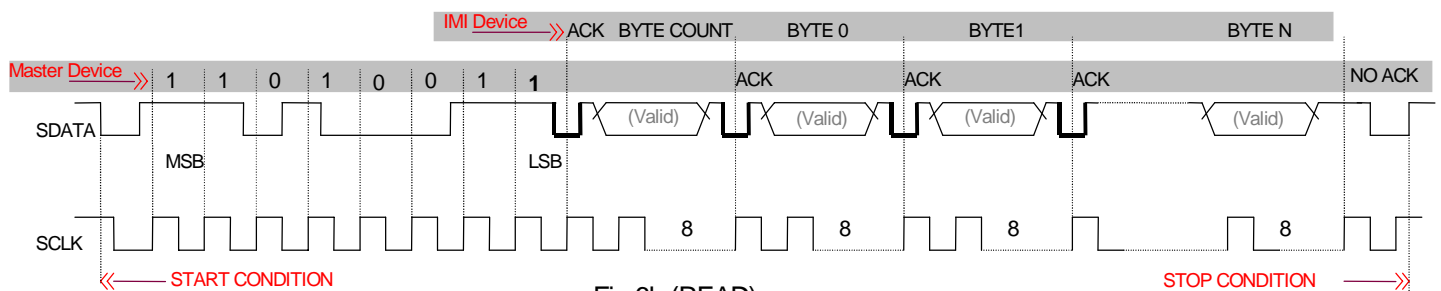 IMI Device ACK BYTE COUNT BYTE 0 BYTE1 BYTE N
Master Device 1 1 0 1 0 0 1 1 ACK ACK ACK NO ACK
SDATA (Valid) (Valid) (Valid) (Valid)
MSB LSB
SCLK 8 8 8 8
START CONDITION STOP CONDITION